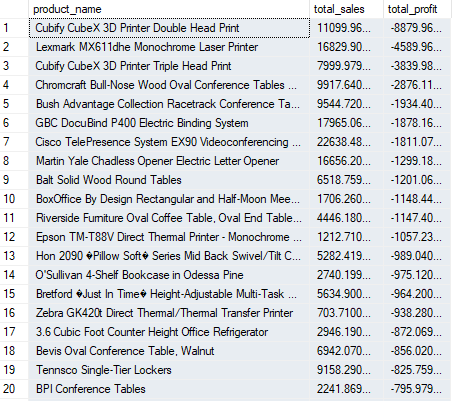 product_name total_sales total_profit
1 Cubify CubeX 3D Printer Double Head Print 11099.96... -8879.96...
2 Lexmark MX611dhe Monochrome Laser Printer 16829.90... -4589.96...
3 Cubify CubeX 3D Printer Triple Head Print 7999.979... -3839.98...
4 Chromcraft Bull-Nose Wood Oval Conference Tables ... 9917.640... -2876.11...
5 Bush Advantage Collection Racetrack Conference Ta... 9544.720... -1934.40...
6 GBC DocuBind P400 Electric Binding System 17965.06... -1878.16...
7 Cisco TelePresence System EX90 Videoconferencing ... 22638.48... -1811.07...
8 Martin Yale Chadless Opener Electric Letter Opener 16656.20... -1299.18...
9 Balt Solid Wood Round Tables 6518.759... -1201.06...
10 BoxOffice By Design Rectangular and Half-Moon Mee... 1706.260... -1148.44...
11 Riverside Furniture Oval Coffee Table, Oval End Table... 4446.180... -1147.40...
12 Epson TM-T88V Direct Thermal Printer - Monochrome ... 1212.710... -1057.23...
13 Hon 2090 �Pillow Soft� Series Mid Back Swivel/Tilt C... 5282.419... -989.040...
14 O'Sullivan 4-Shelf Bookcase in Odessa Pine 2740.199... -975.120...
15 Bretford �Just In Time� Height-Adjustable Multi-Task ... 5634.900... -964.200...
16 Zebra GK420t Direct Thermal/Thermal Transfer Printer 703.7100... -938.280...
17 3.6 Cubic Foot Counter Height Office Refrigerator 2946.190... -872.069...
18 Bevis Oval Conference Table, Walnut 6942.070... -856.020...
19 Tennsco Single-Tier Lockers 9158.290... -825.759...
20 BPI Conference Tables 2241.869... -795.979...